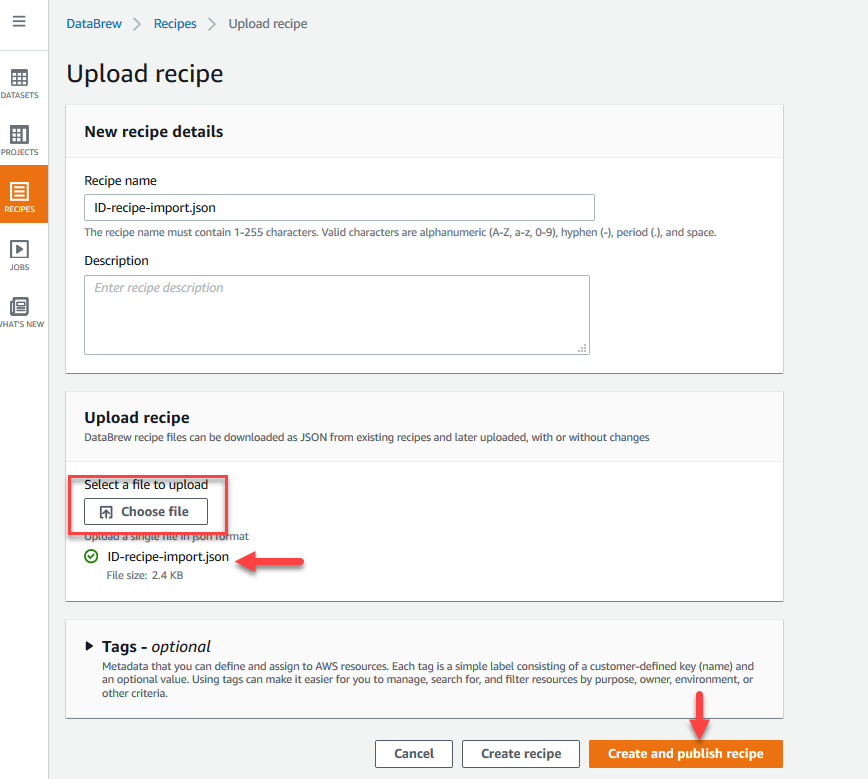 DataBrew > Recipes > Upload recipe
Upload recipe
DATASETS
PROJECTS
RECIPES
JOBS
WHAT'S NEW
New recipe details
Recipe name
ID-recipe-import.json
The recipe name must contain 1-255 characters. Valid characters are alphanumeric (A-Z, a-z, 0-9), hyphen (-), period (.), and space.
Description
Enter recipe description
Upload recipe
DataBrew recipe files can be downloaded as JSON from existing recipes and later uploaded, with or without changes
Select a file to upload
Choose file
Upload a single file in json format
ID-recipe-import.json
File size: 2.4 KB
Tags - optional
Metadata that you can define and assign to AWS resources. Each tag is a simple label consisting of a customer-defined key (name) and
an optional value. Using tags can make it easier for you to manage, search for, and filter resources by purpose, owner, environment, or
other criteria.
Cancel
Create recipe
Create and publish recipe